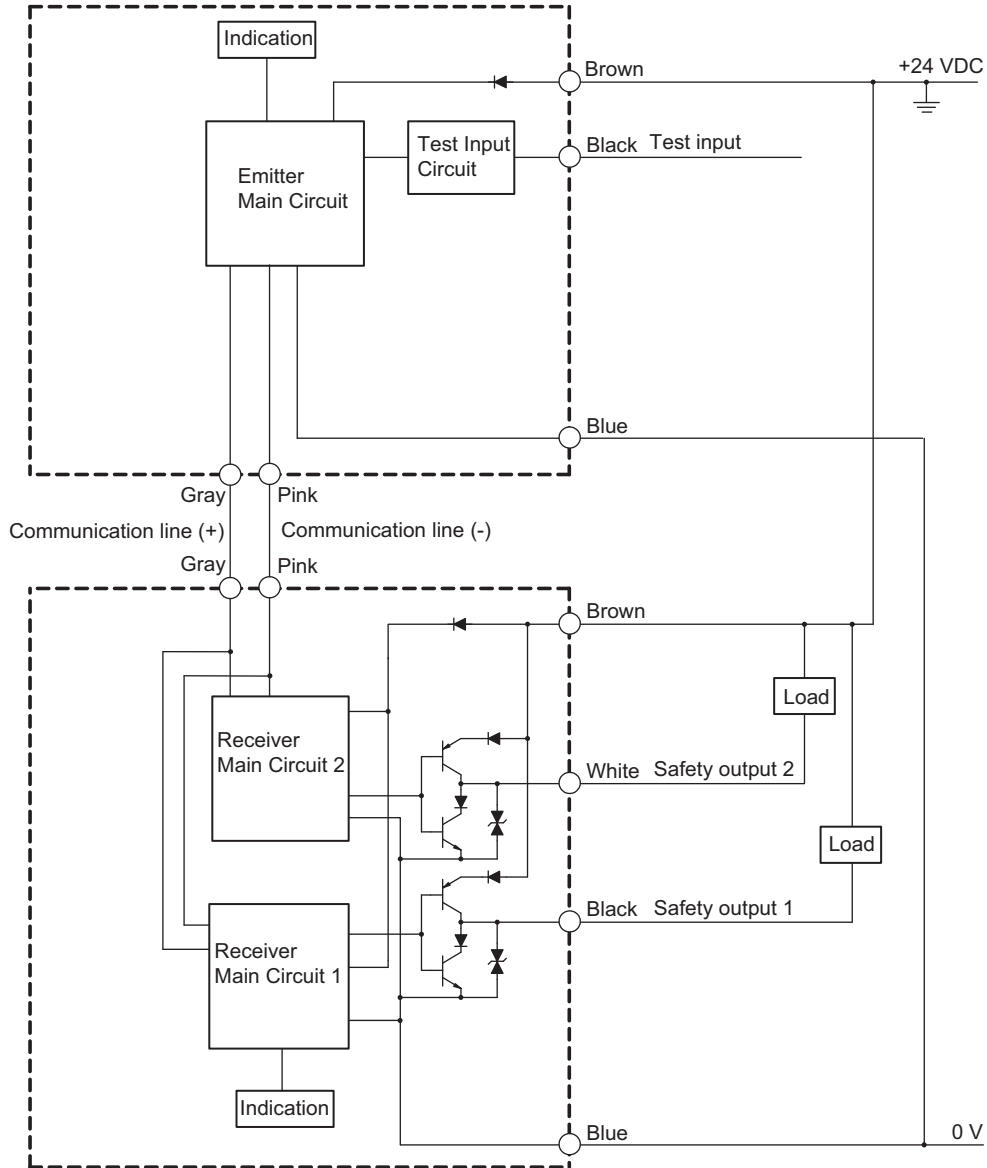 Indication
Brown
+24 VDC
Emitter
Main Circuit
Test Input
Circuit
Black
Test input
Blue
Gray
Pink
Communication line (+)
Communication line (-)
Gray
Pink
Brown
Load
Receiver
Main Circuit 2
White
Safety output 2
Load
Black
Safety output 1
Receiver
Main Circuit 1
Indication
Blue
0 V